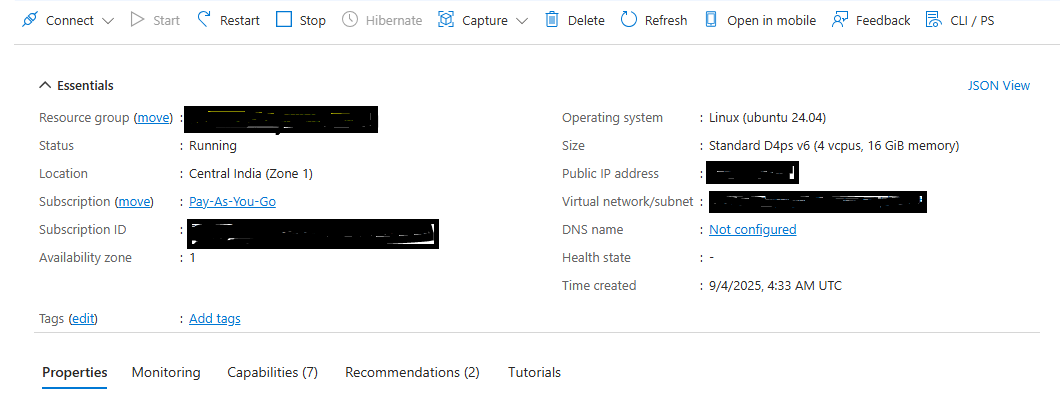 Connect Start Restart Stop Hibernate Capture Delete Refresh Open in mobile Feedback CLI / PS
Essentials JSON View
Resource group (move) :
Status : Running
Location : Central India (Zone 1)
Subscription (move) : Pay-As-You-Go
Subscription ID :
Availability zone : 1
Operating system : Linux (ubuntu 24.04)
Size : Standard D4ps v6 (4 vcpus, 16 GiB memory)
Public IP address :
Virtual network/subnet :
DNS name : Not configured
Health state : -
Time created : 9/4/2025, 4:33 AM UTC
Tags (edit) : Add tags
Properties Monitoring Capabilities (7) Recommendations (2) Tutorials